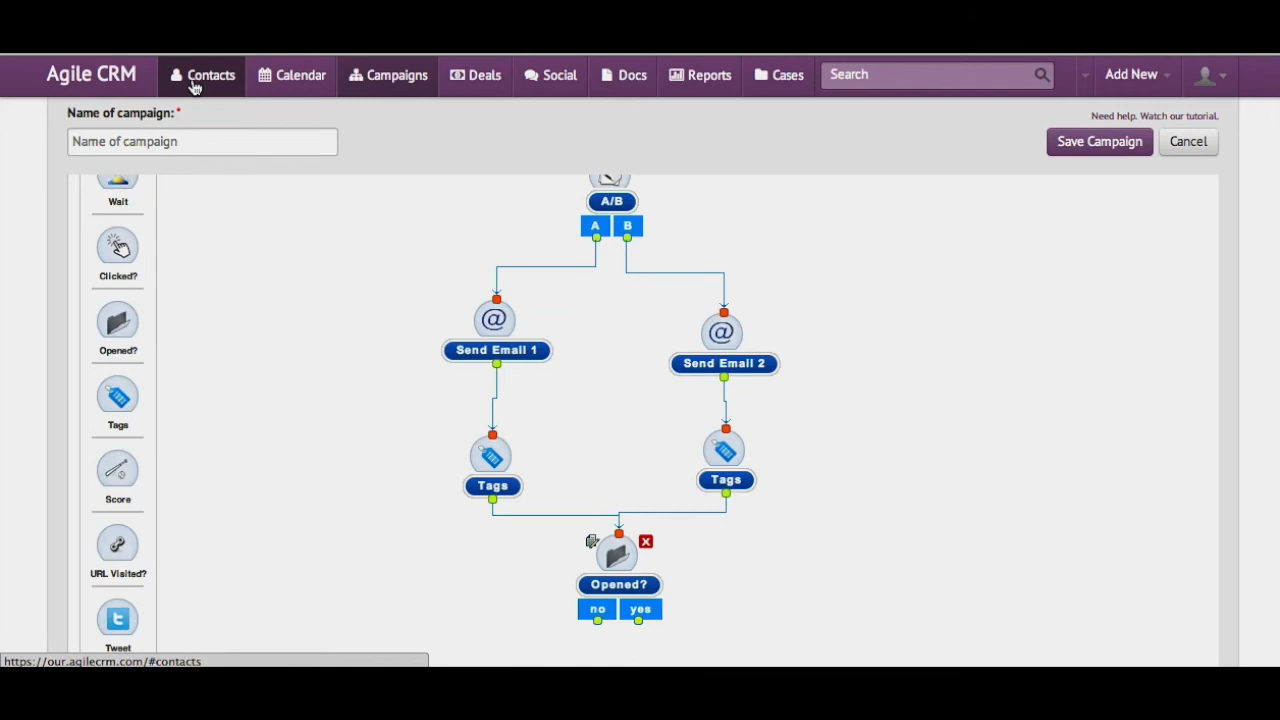 Agile CRM Contacts Calendar Campaigns Deals Social Docs Reports Cases Search Add New
Name of campaign: *
Need help. Watch our tutorial.
Name of campaign
Save Campaign Cancel
Wait
A/B
A B
Clicked?
@
@
Opened?
Send Email 1
Send Email 2
Tags
Tags
Tags
Score
Opened?
URL Visited?
no yes
Tweet
https://our.agilecrm.com/#contacts